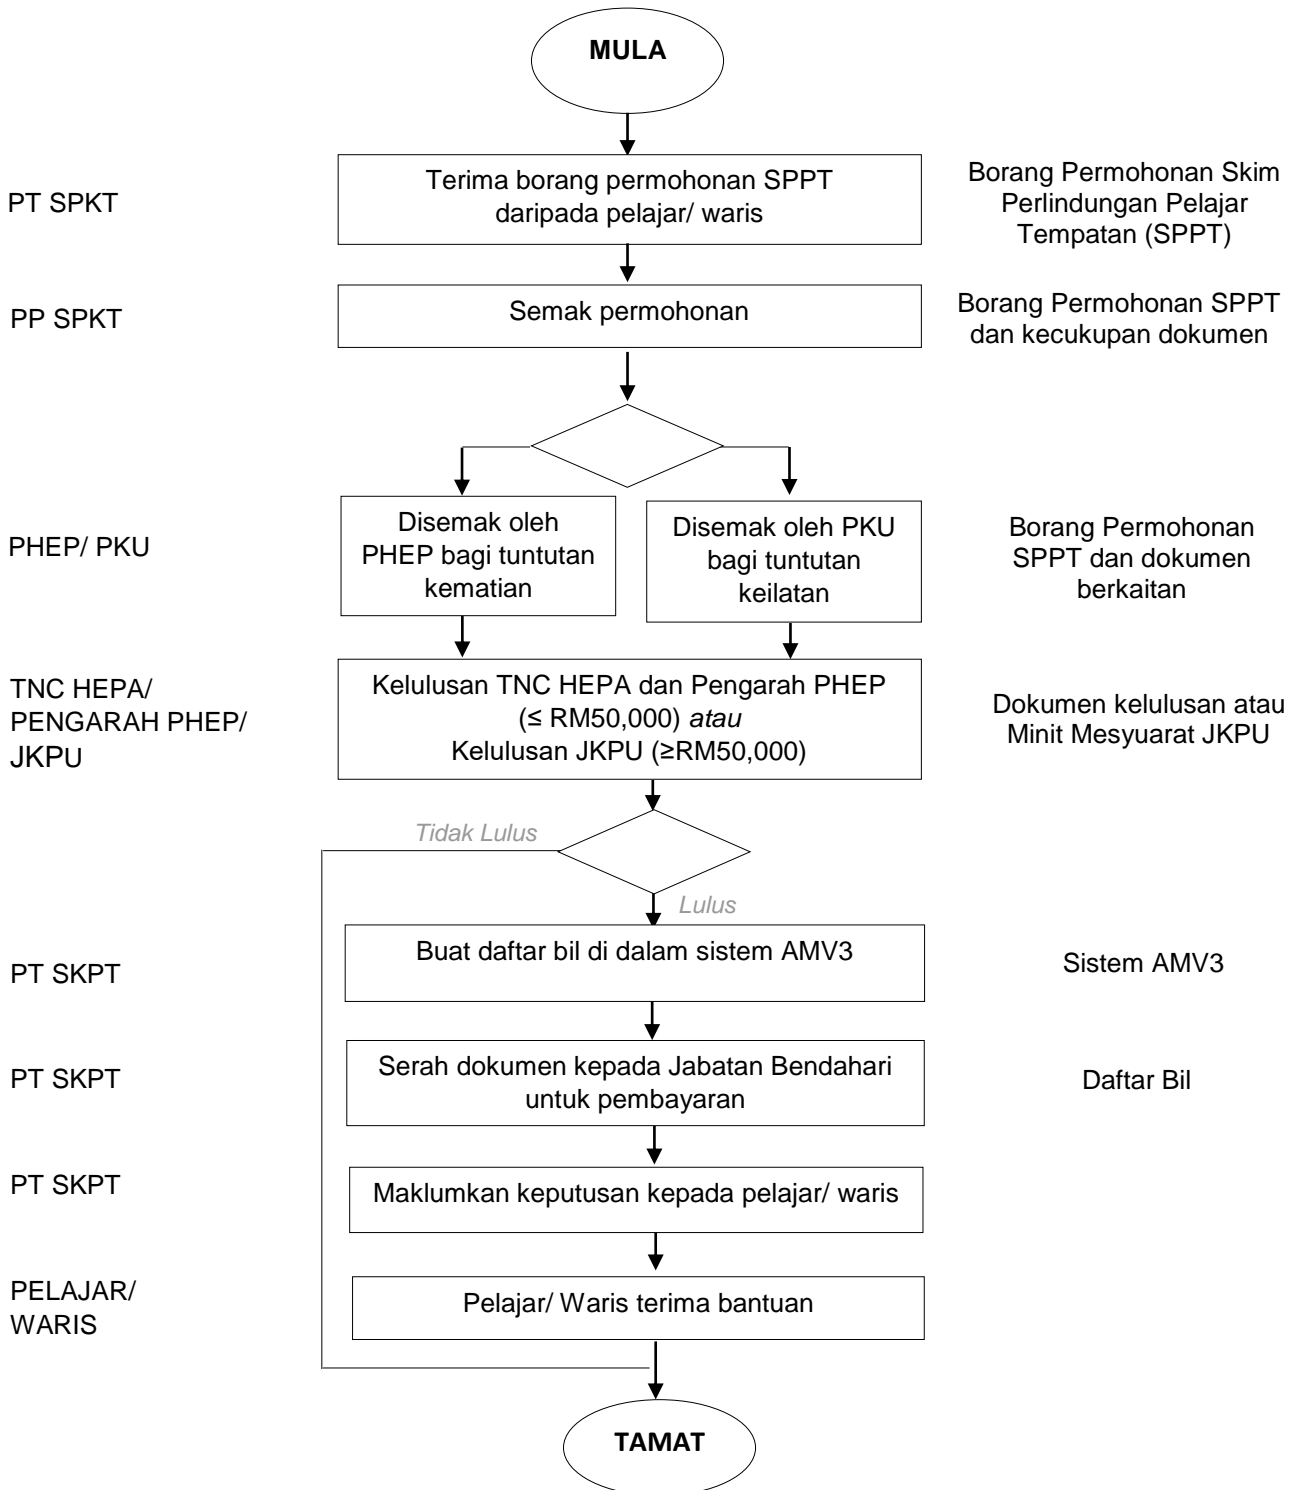 MULA
PT SPKT
Terima borang permohonan SPPT
daripada pelajar/ waris
Borang Permohonan Skim
Perlindungan Pelajar
Tempatan (SPPT)
PP SPKT
Semak permohonan
Borang Permohonan SPPT
dan kecukupan dokumen
PHEP/ PKU
Disemak oleh
PHEP bagi tuntutan
kematian
Disemak oleh PKU
bagi tuntutan
keilatan
Borang Permohonan
SPPT dan dokumen
berkaitan
TNC HEPA/
PENGARAH PHEP/
JKPU
Kelulusan TNC HEPA dan Pengarah PHEP
(≤ RM50,000) atau
Kelulusan JKPU (≥RM50,000)
Dokumen kelulusan atau
Minit Mesyuarat JKPU
Tidak Lulus
Lulus
PT SKPT
Buat daftar bil di dalam sistem AMV3
Sistem AMV3
PT SKPT
Serah dokumen kepada Jabatan Bendahari
untuk pembayaran
Daftar Bil
PT SKPT
Maklumkan keputusan kepada pelajar/ waris
PELAJAR/
WARIS
Pelajar/ Waris terima bantuan
TAMAT